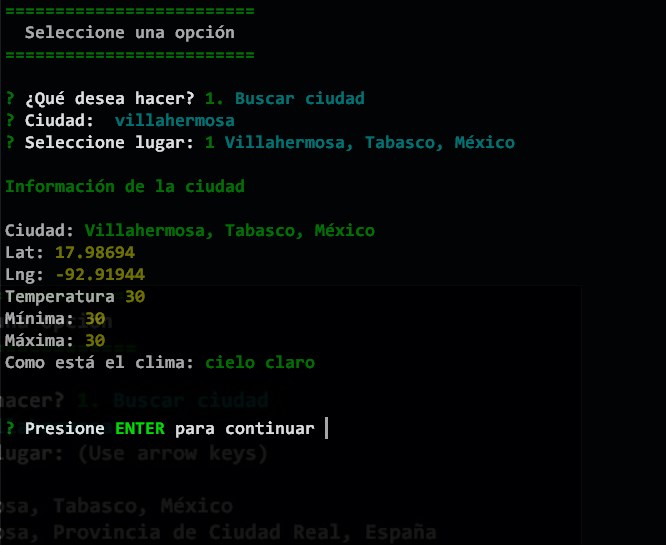 =========================
Seleccione una opción
=========================
? ¿Qué desea hacer? 1. Buscar ciudad
? Ciudad:  villahermosa
? Seleccione lugar: 1 Villahermosa, Tabasco, México
Información de la ciudad
Ciudad: Villahermosa, Tabasco, México
Lat: 17.98694
Lng: -92.91944
Temperatura 30
Mínima: 30
Máxima: 30
Como está el clima: cielo claro
hacer? 1. Buscar ciudad
? Presione ENTER para continuar
lugar: (Use arrow keys)
osa, Tabasco, México
osa, Provincia de Ciudad Real, España